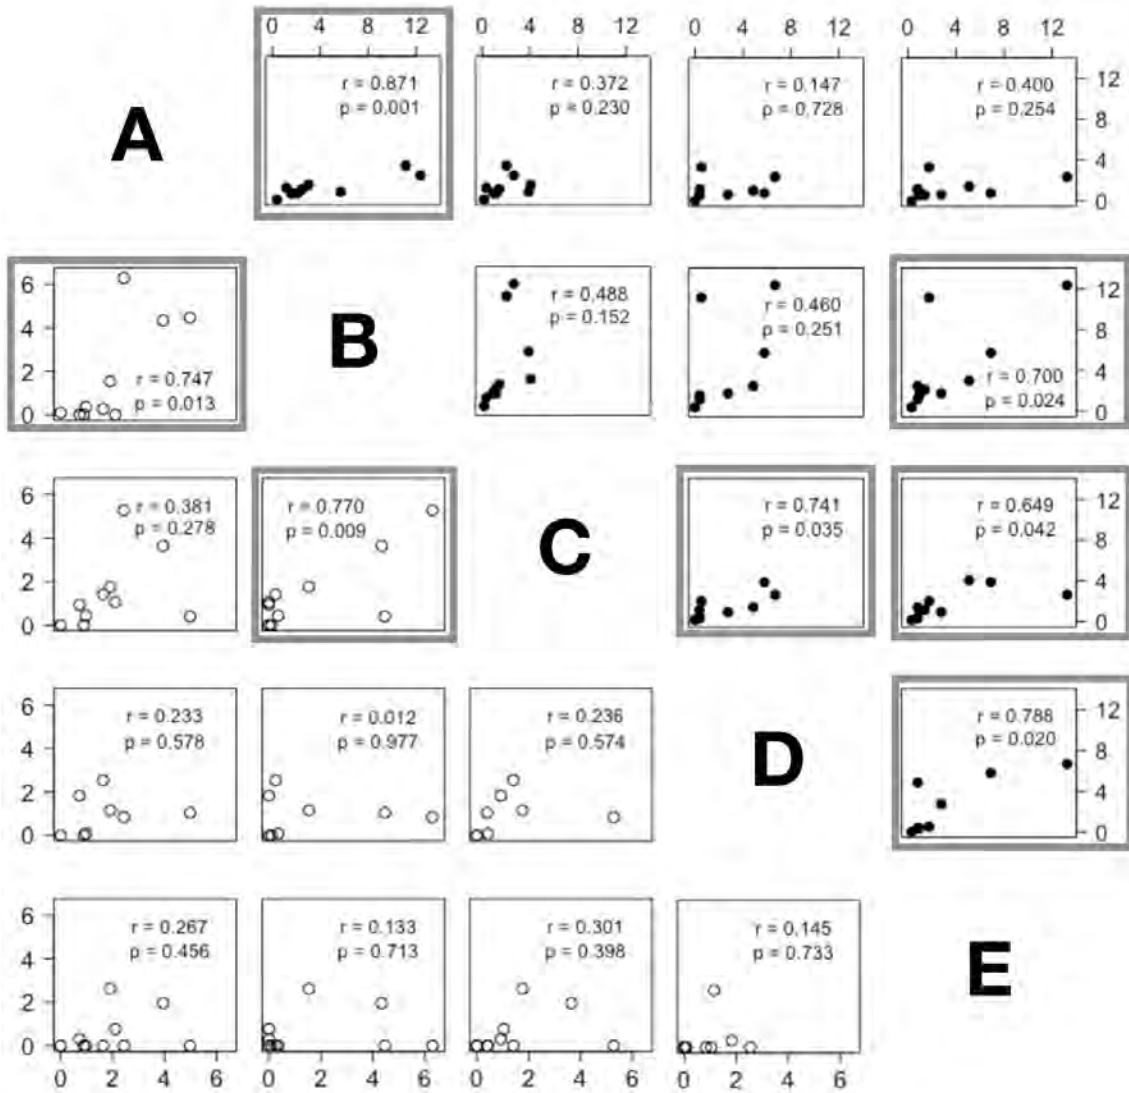 0 4 12 0 4 12 0 4 12 0 4 12
r = 0.871
p = 0.001
r = 0.372
p = 0.230
r = 0.147
p = 0.728
r = 0.400
p = 0.254
12
8
4
0
A
6
4
2
0
r = 0.747
p = 0.013
B
r = 0.488
p = 0.152
r = 0.460
p = 0.251
r = 0.700
p = 0.024
12
8
4
0
6
4
2
0
r = 0.381
p = 0.278
r = 0.770
p = 0.009
C
r = 0.741
p = 0.035
r = 0.649
p = 0.042
12
8
4
0
6
4
2
0
r = 0.233
p = 0.578
r = 0.012
p = 0.977
r = 0.236
p = 0.574
D
r = 0.788
p = 0.020
12
8
4
0
6
4
2
0
r = 0.267
p = 0.456
r = 0.133
p = 0.713
r = 0.301
p = 0.398
r = 0.145
p = 0.733
E
0 2 4 6 0 2 4 6 0 2 4 6 0 2 4 6